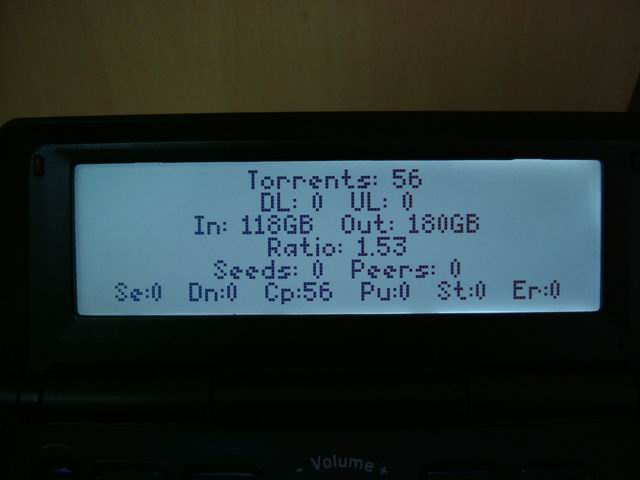 Torrents: 56
DL: 0 UL: 0
In: 118GB Out: 180GB
Ratio: 1.53
Seeds: 0 Peers: 0
Se:0 Dn:0 Cp:56 Pu:0 St:0 Er:0
- Volume +